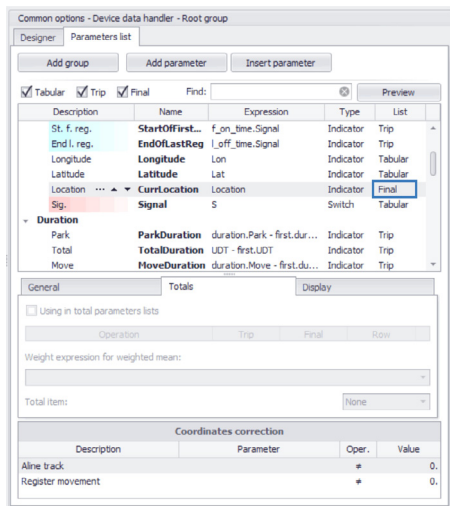 Common options - Device data handler - Root group
Designer Parameters list
Add group Add parameter Insert parameter
Tabular Trip Final Find: Preview
Description Name Expression Type List
St. f. reg. StartOfFirst... f_on_time.Signal Indicator Trip
End l. reg. EndOfLastReg l_off_time.Signal Indicator Trip
Longitude Longitude Lon Indicator Tabular
Latitude Latitude Lat Indicator Tabular
Location ... CurrLocation Location Indicator Final
Sig. Signal S Switch Tabular
Duration
Park ParkDuration duration.Park - first.dur... Indicator Trip
Total TotalDuration UDT - first.UDT Indicator Trip
Move MoveDuration duration.Move - first.du... Indicator Trip
General Totals Display
Using in total parameters lists
Operation Trip Final Row
Weight expression for weighted mean:
Total item: None
Coordinates correction
Description Parameter Oper. Value
Aline track ≠ 0.
Register movement ≠ 0.